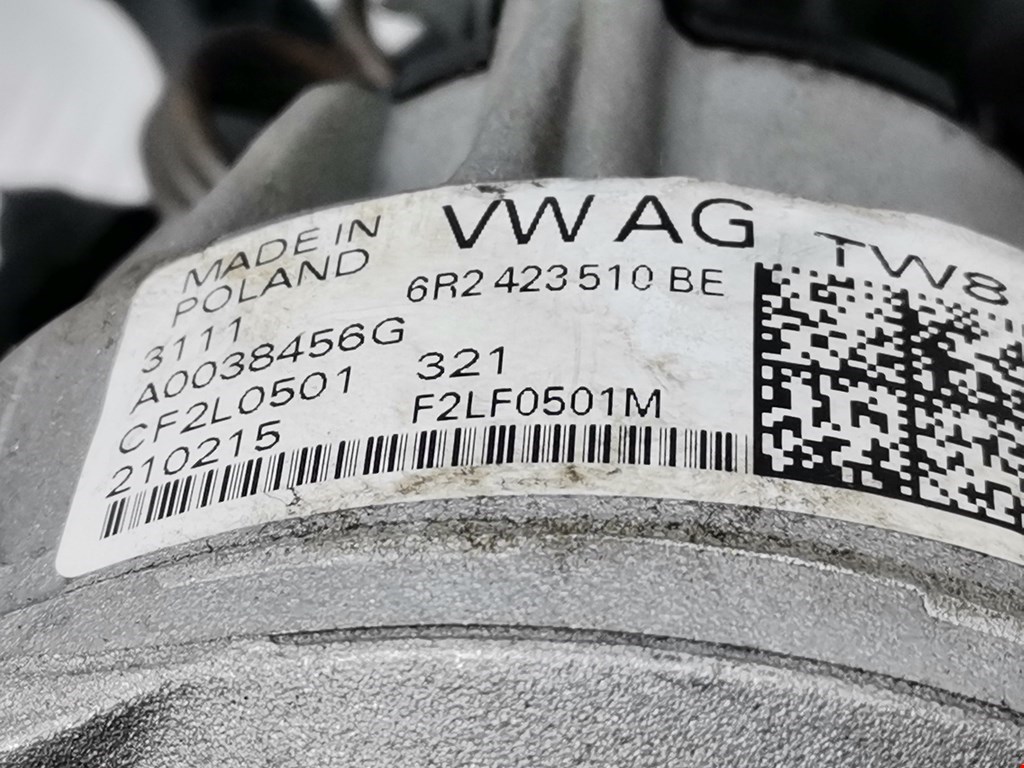 MADE IN
POLAND
VW AG
TW8
3111
6R2 423 510 BE
A0038456G
CF2L0501
321
210215
F2LF0501M